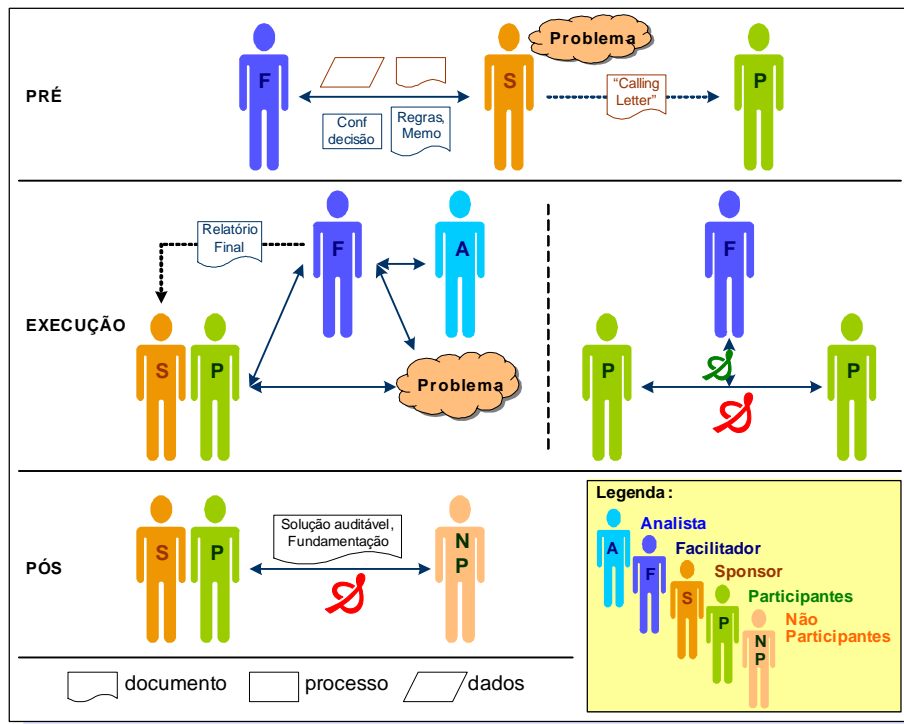 Problema
F
S
P
PRÉ
"Calling
Letter"
Conf
decisão
Regras,
Memo
Relatório
Final
F
A
F
EXECUÇÃO
S
P
Problema
P
P
Legenda :
Solução auditável,
Fundamentação
S
P
N
P
PÓS
A
Analista
F
Facilitador
S
Sponsor
P
Participantes
N
P
Não
Participantes
documento
processo
dados